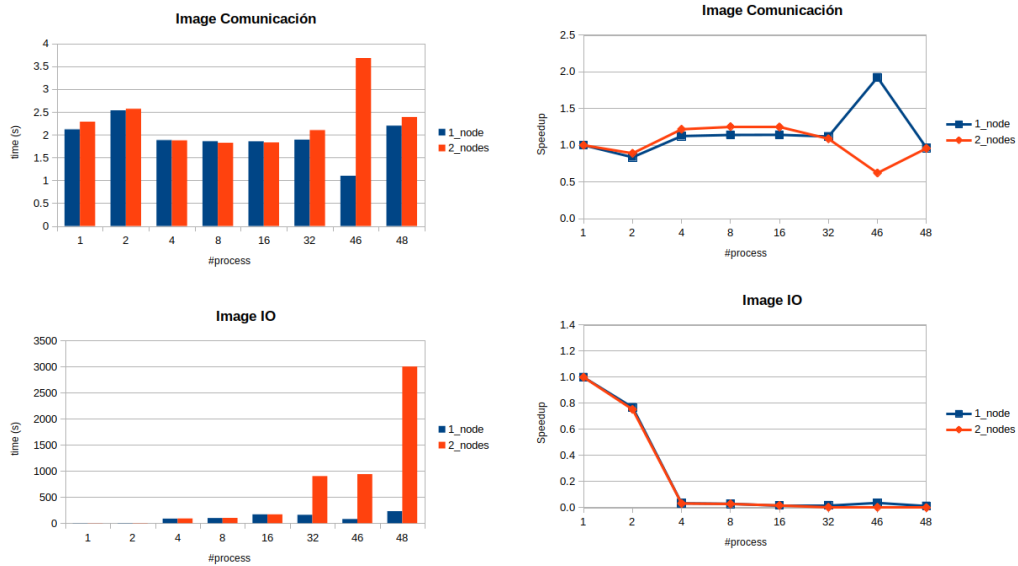 Image Comunicación
time (s)
4
3.5
3
2.5
2
1.5
1
0.5
0
1 2 4 8 16 32 46 48
#process
1_node
2_nodes
Image Comunicación
Speedup
2.5
2.0
1.5
1.0
0.5
0.0
1 2 4 8 16 32 46 48
#process
1_node
2_nodes
Image IO
time (s)
3500
3000
2500
2000
1500
1000
500
0
1 2 4 8 16 32 46 48
#process
1_node
2_nodes
Image IO
Speedup
1.4
1.2
1.0
0.8
0.6
0.4
0.2
0.0
1 2 4 8 16 32 46 48
#process
1_node
2_nodes